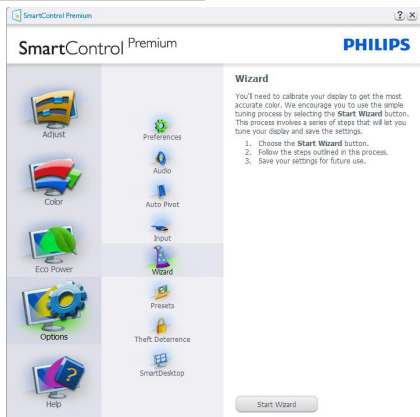 SmartControl Premium
SmartControl Premium
PHILIPS
Adjust
Color
Eco Power
Options
Help
Preferences
Audio
Auto Pivot
Input
Wizard
Presets
Theft Deterrence
SmartDesktop
Wizard
You'll need to calibrate your display to get the most
accurate color. We encourage you to use the simple
tuning process by selecting the Start Wizard button.
This process involves a series of steps that will let you
tune your display and save the settings.
1. Choose the Start Wizard button.
2. Follow the steps outlined in this process.
3. Save your settings for future use.
Start Wizard